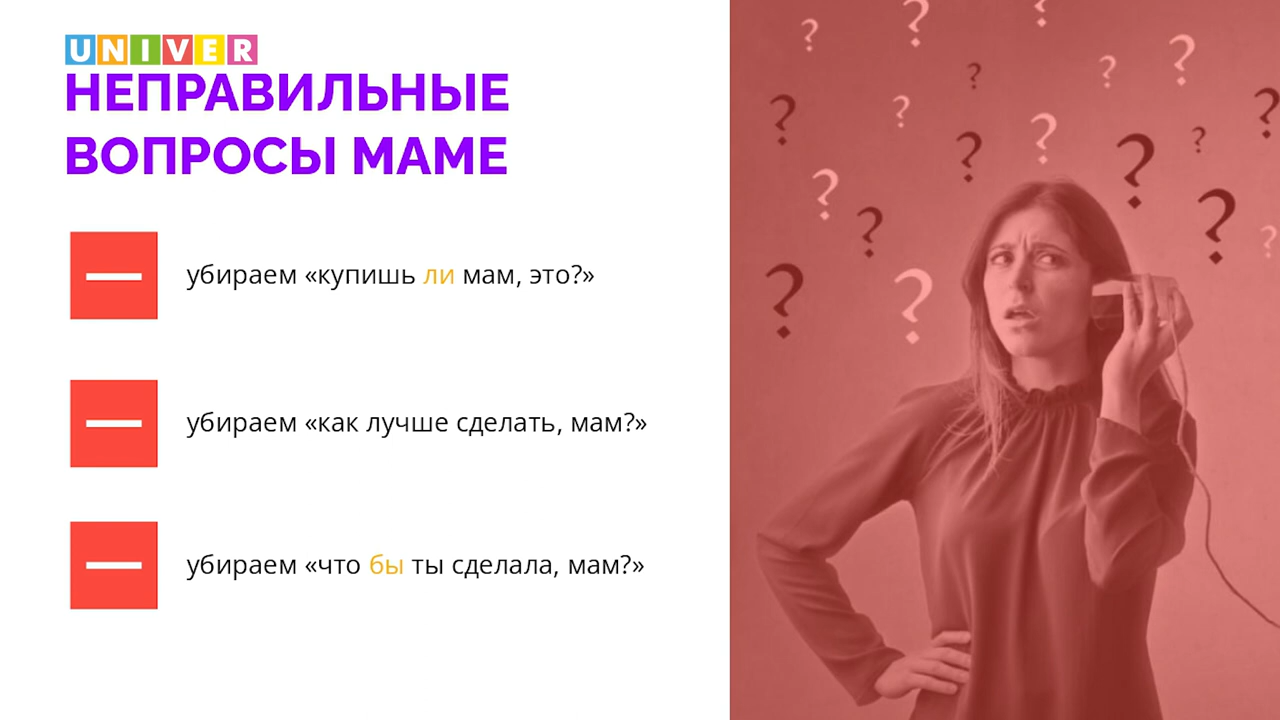 UNIVER
НЕПРАВИЛЬНЫЕ
ВОПРОСЫ МАМЕ
убираем «купишь ли мам, это?»
убираем «как лучше сделать, мам?»
убираем «что бы ты сделала, мам?»